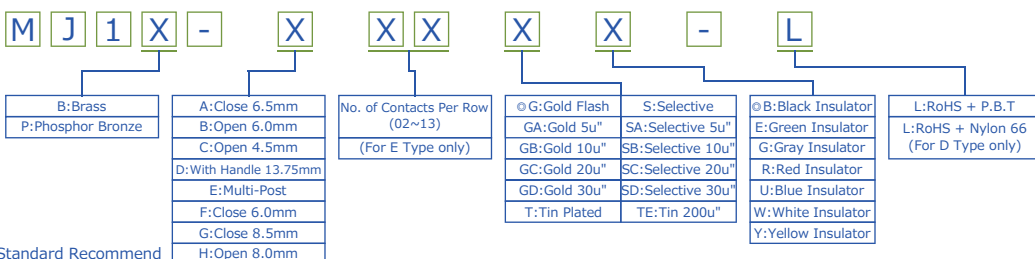 M J 1 X - X X X X X - L
B:Brass
P:Phosphor Bronze
A:Close 6.5mm
B:Open 6.0mm
C:Open 4.5mm
D:With Handle 13.75mm
E:Multi-Post
F:Close 6.0mm
G:Close 8.5mm
H:Open 8.0mm
No. of Contacts Per Row
(02~13)
(For E Type only)
◎G:Gold Flash
GA:Gold 5u"
GB:Gold 10u"
GC:Gold 20u"
GD:Gold 30u"
T:Tin Plated
S:Selective
SA:Selective 5u"
SB:Selective 10u"
SC:Selective 20u"
SD:Selective 30u"
TE:Tin 200u"
◎B:Black Insulator
E:Green Insulator
G:Gray Insulator
R:Red Insulator
U:Blue Insulator
W:White Insulator
Y:Yellow Insulator
L:RoHS + P.B.T
L:RoHS + Nylon 66
(For D Type only)
Standard Recommend